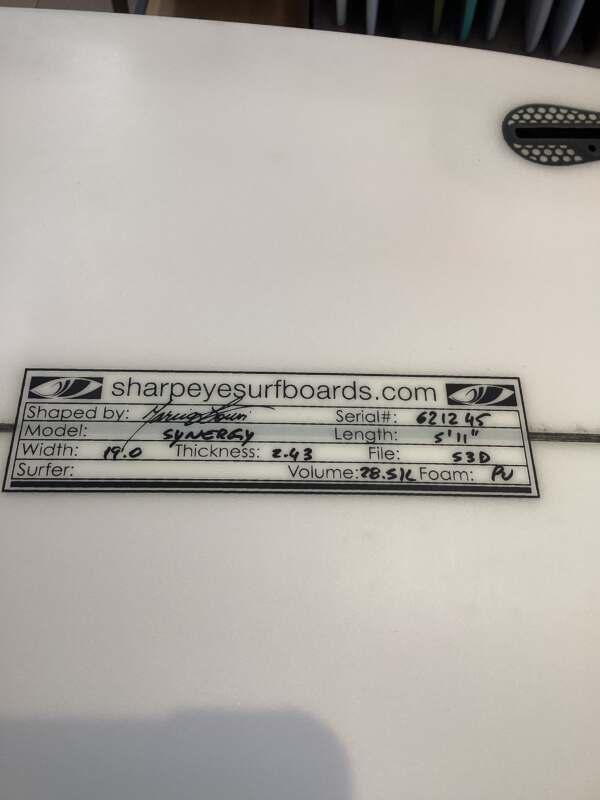 sharpeyesurfboards.com
Shaped by: Serial#: 621245
Model: SYNERGY Length: 5'11"
Width: 19.0 Thickness: 2.43 File: S3D
Surfer: Volume: 28.5/L Foam: PU